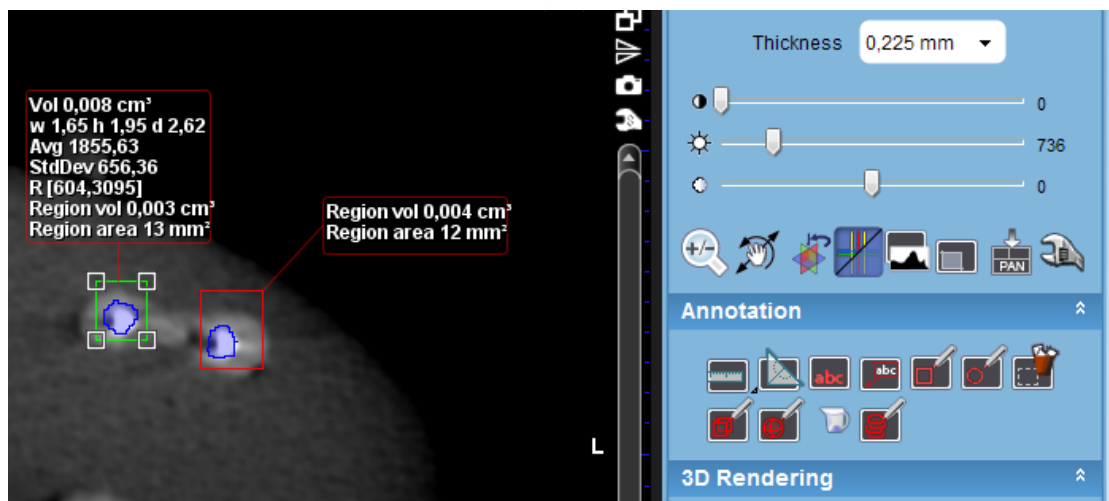 Vol 0,008 cm³
w 1,65 h 1,95 d 2,62
Avg 1855,63
StdDev 656,36
R [604,3095]
Region vol 0,003 cm³
Region area 13 mm²
Region vol 0,004 cm³
Region area 12 mm²
L
Thickness 0,225 mm
0
736
0
+/-
PAN
Annotation
abc
abc
3D Rendering